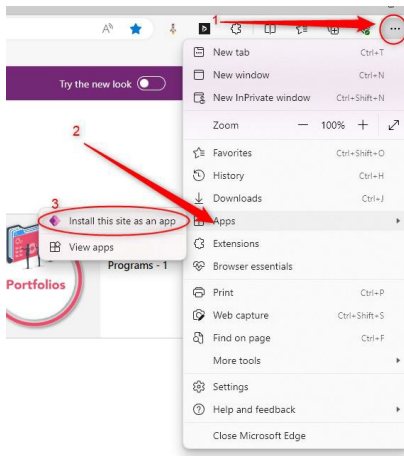 1
New tab Ctrl+T
Try the new look
New window Ctrl+N
New InPrivate window Ctrl+Shift+N
2
Zoom — 100% +
Favorites Ctrl+Shift+O
History Ctrl+H
3
Downloads Ctrl+J
Install this site as an app
Apps
View apps
Extensions
Programs - 1
Browser essentials
Portfolios
Print Ctrl+P
Web capture Ctrl+Shift+S
Find on page Ctrl+F
More tools
Settings
Help and feedback
Close Microsoft Edge